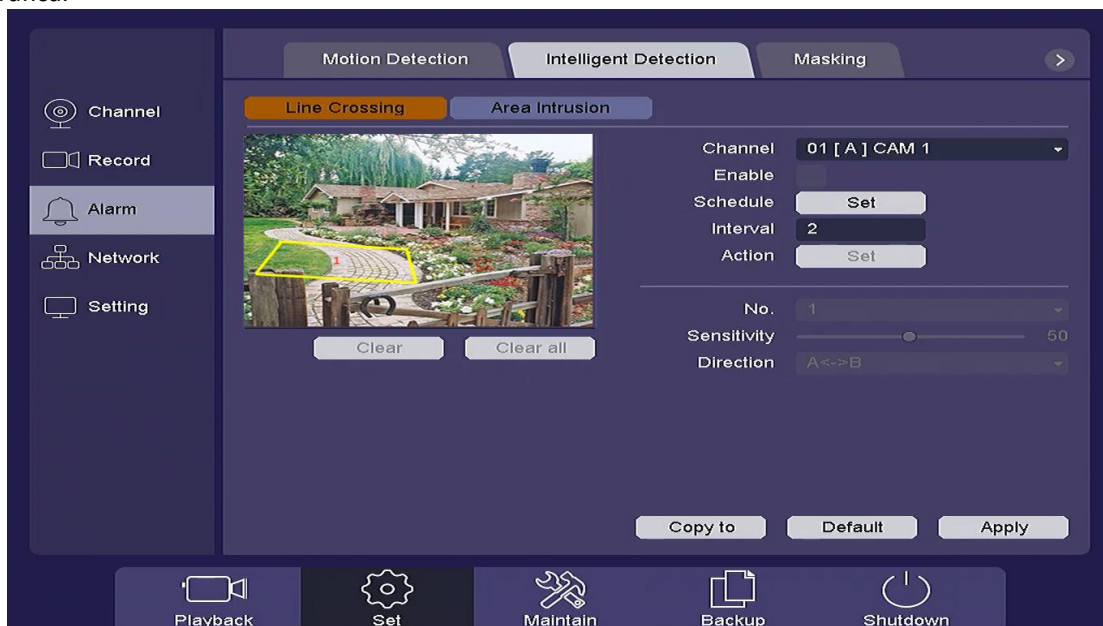 Motion Detection
Intelligent Detection
Masking
>
Channel
Record
Alarm
Network
Setting
Line Crossing
Area Intrusion
1
Clear
Clear all
Channel 01 [ A ] CAM 1
Enable
Schedule Set
Interval 2
Action Set
No. 1
Sensitivity 50
Direction A<->B
Copy to
Default
Apply
Playback
Set
Maintain
Backup
Shutdown